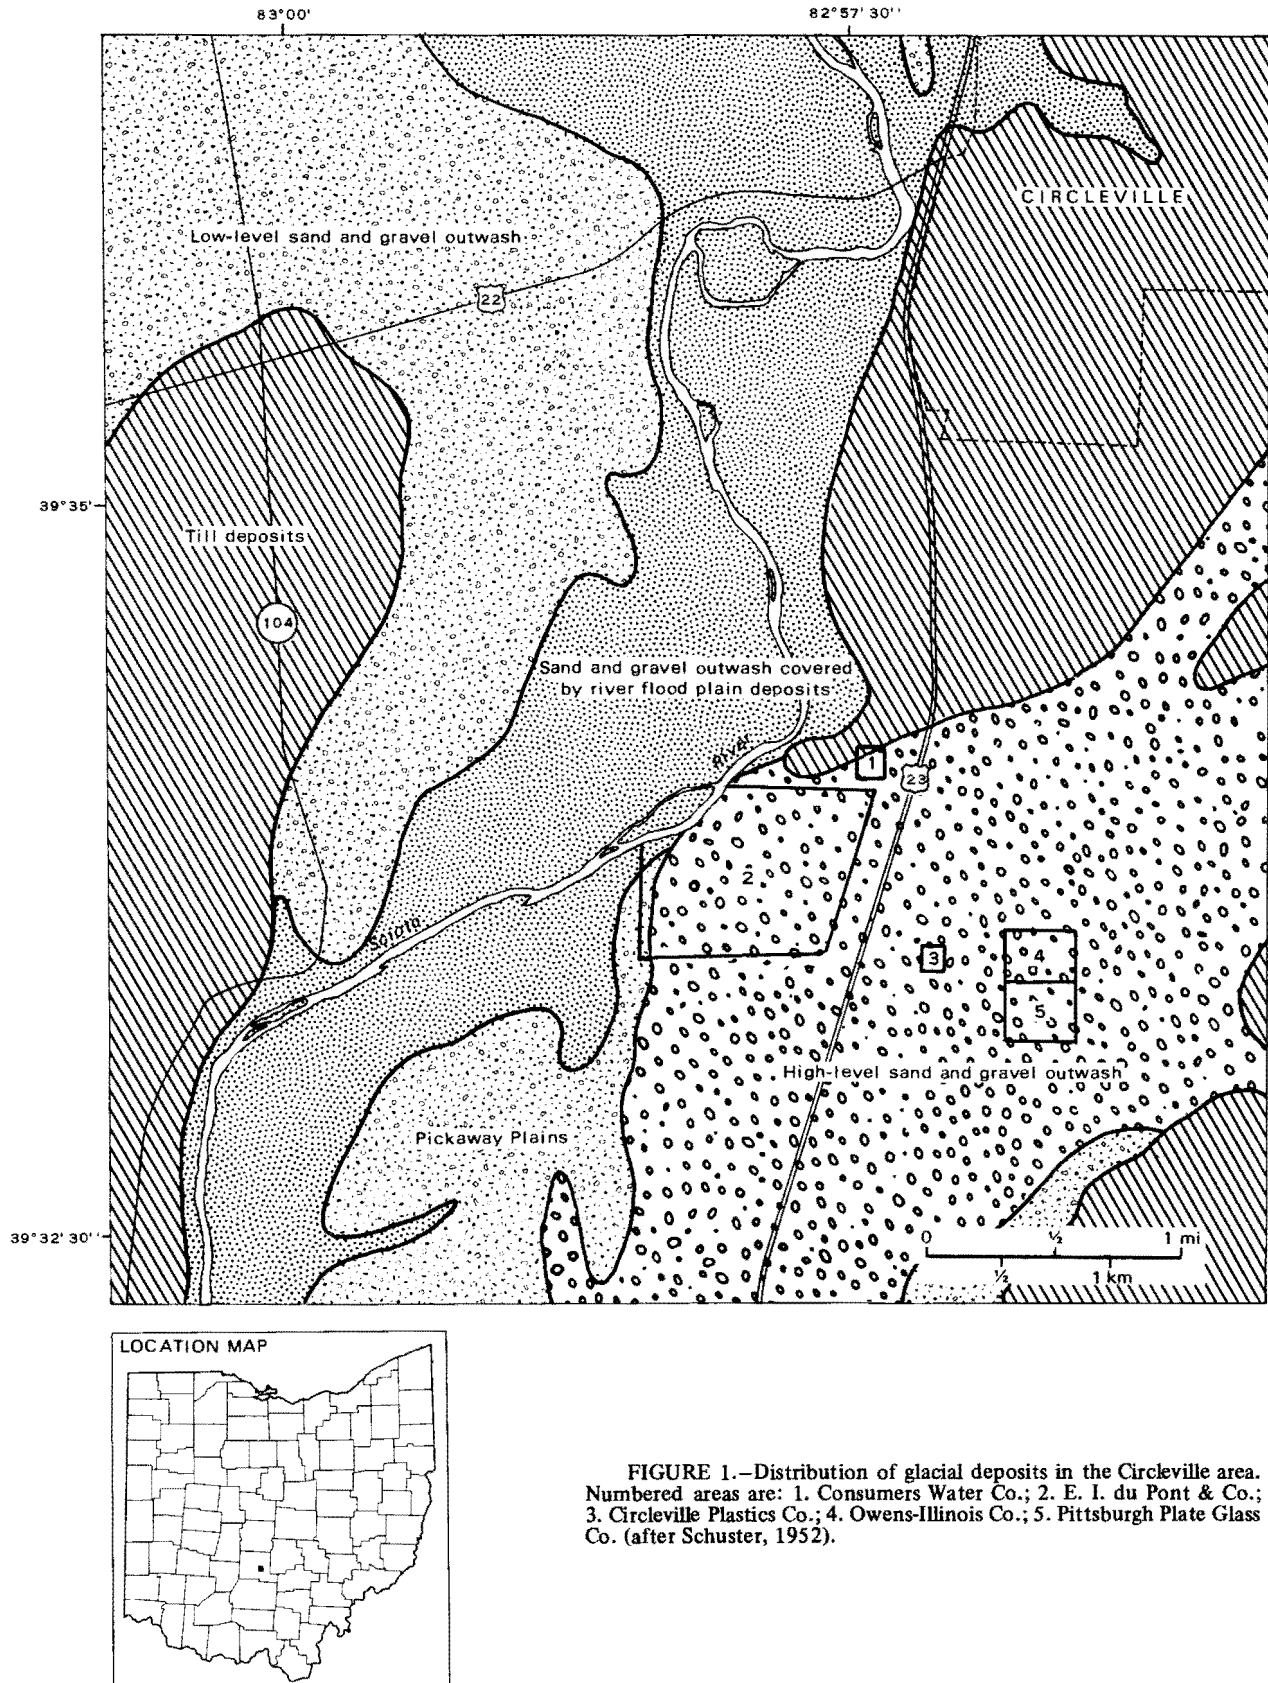 83°00'
82°57'30''
CIRCLEVILLE
Low-level sand and gravel outwash
22
39°35'
Till deposits
104
Sand and gravel outwash covered
by river flood plain deposits
River
1
23
2
Scioto
3
4
5
High-level sand and gravel outwash
Pickaway Plains
39°32'30''
0 ½ 1 mi
½ 1 km
LOCATION MAP
FIGURE 1.—Distribution of glacial deposits in the Circleville area.
Numbered areas are: 1. Consumers Water Co.; 2. E. I. du Pont & Co.;
3. Circleville Plastics Co.; 4. Owens-Illinois Co.; 5. Pittsburgh Plate Glass
Co. (after Schuster, 1952).